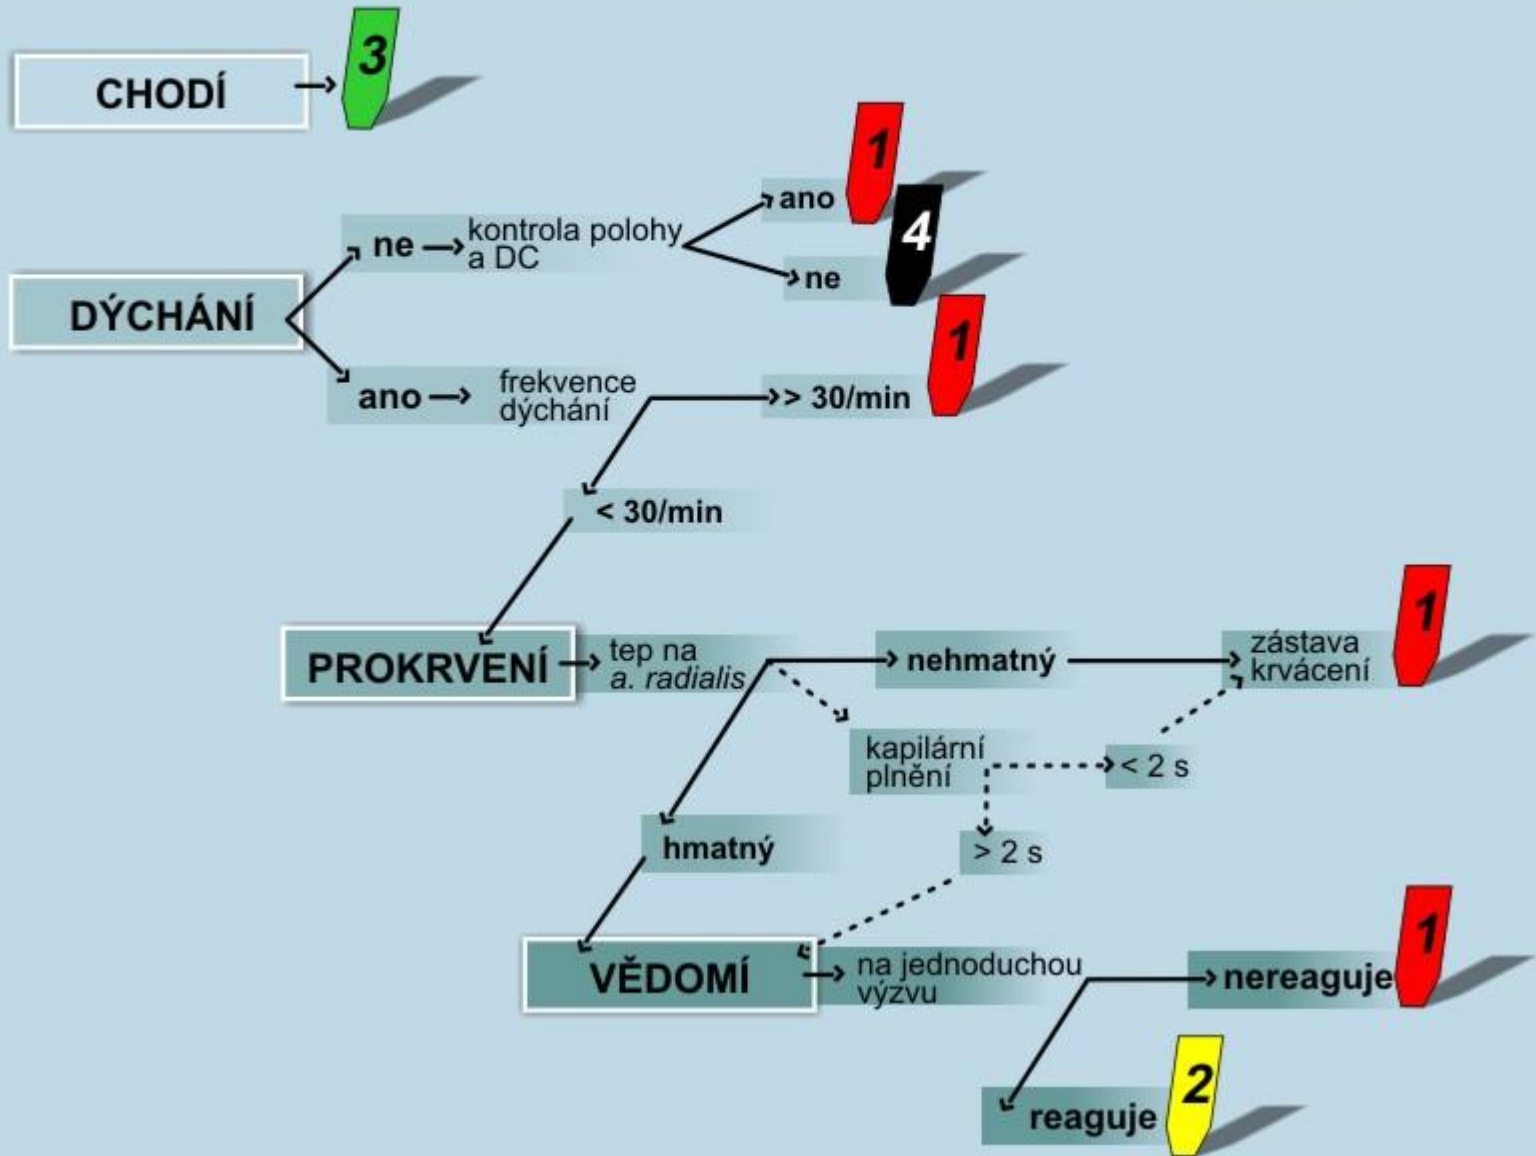 CHODÍ
3
ano
1
ne
kontrola polohy
a DC
4
ne
DÝCHÁNÍ
ano
frekvence
dýchání
> 30/min
1
< 30/min
PROKRVENÍ
tep na
a. radialis
nehmatný
zástava
krvácení
1
kapilární
plnění
< 2 s
hmatný
> 2 s
VĚDOMÍ
na jednoduchou
výzvu
nereaguje
1
reaguje
2